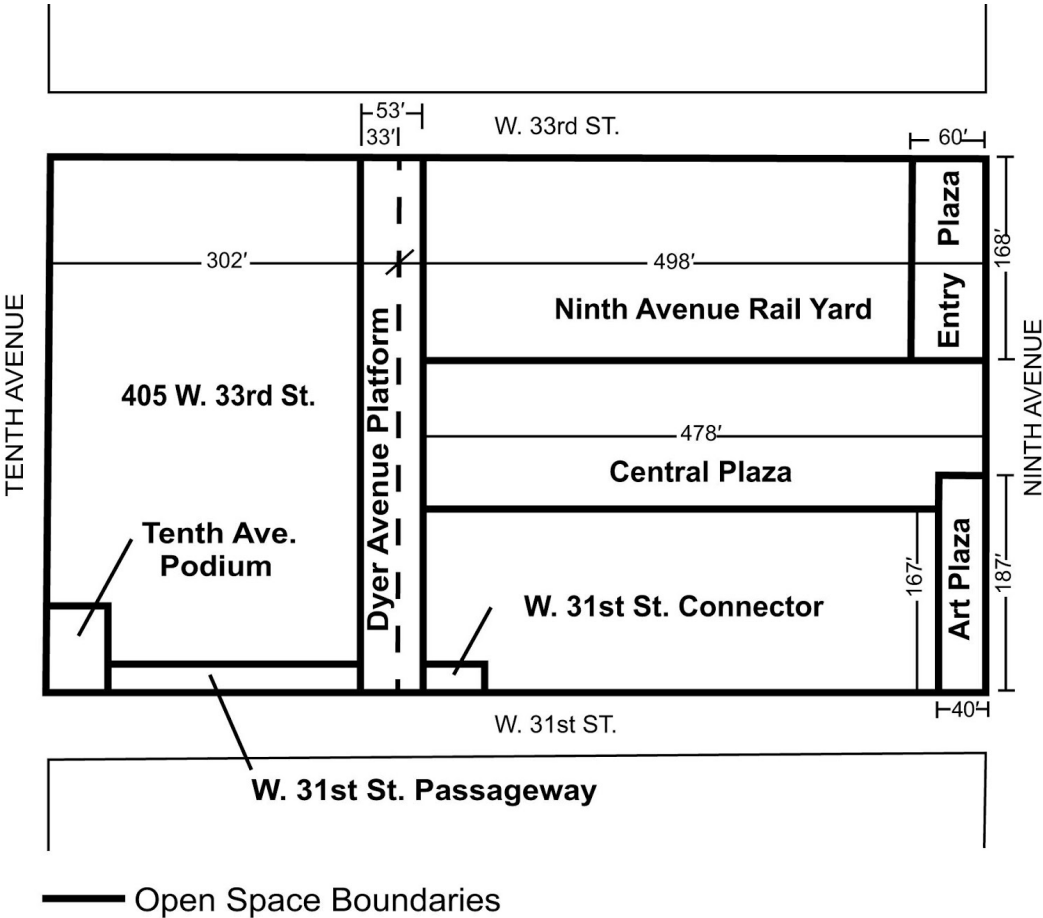 53′
33′
W. 33rd ST.
60′
Entry Plaza
168′
302′
498′
Ninth Avenue Rail Yard
TENTH AVENUE
NINTH AVENUE
405 W. 33rd St.
Dyer Avenue Platform
478′
Central Plaza
Tenth Ave.
Podium
W. 31st St. Connector
167′
Art Plaza
187′
40′
W. 31st ST.
W. 31st St. Passageway
Open Space Boundaries